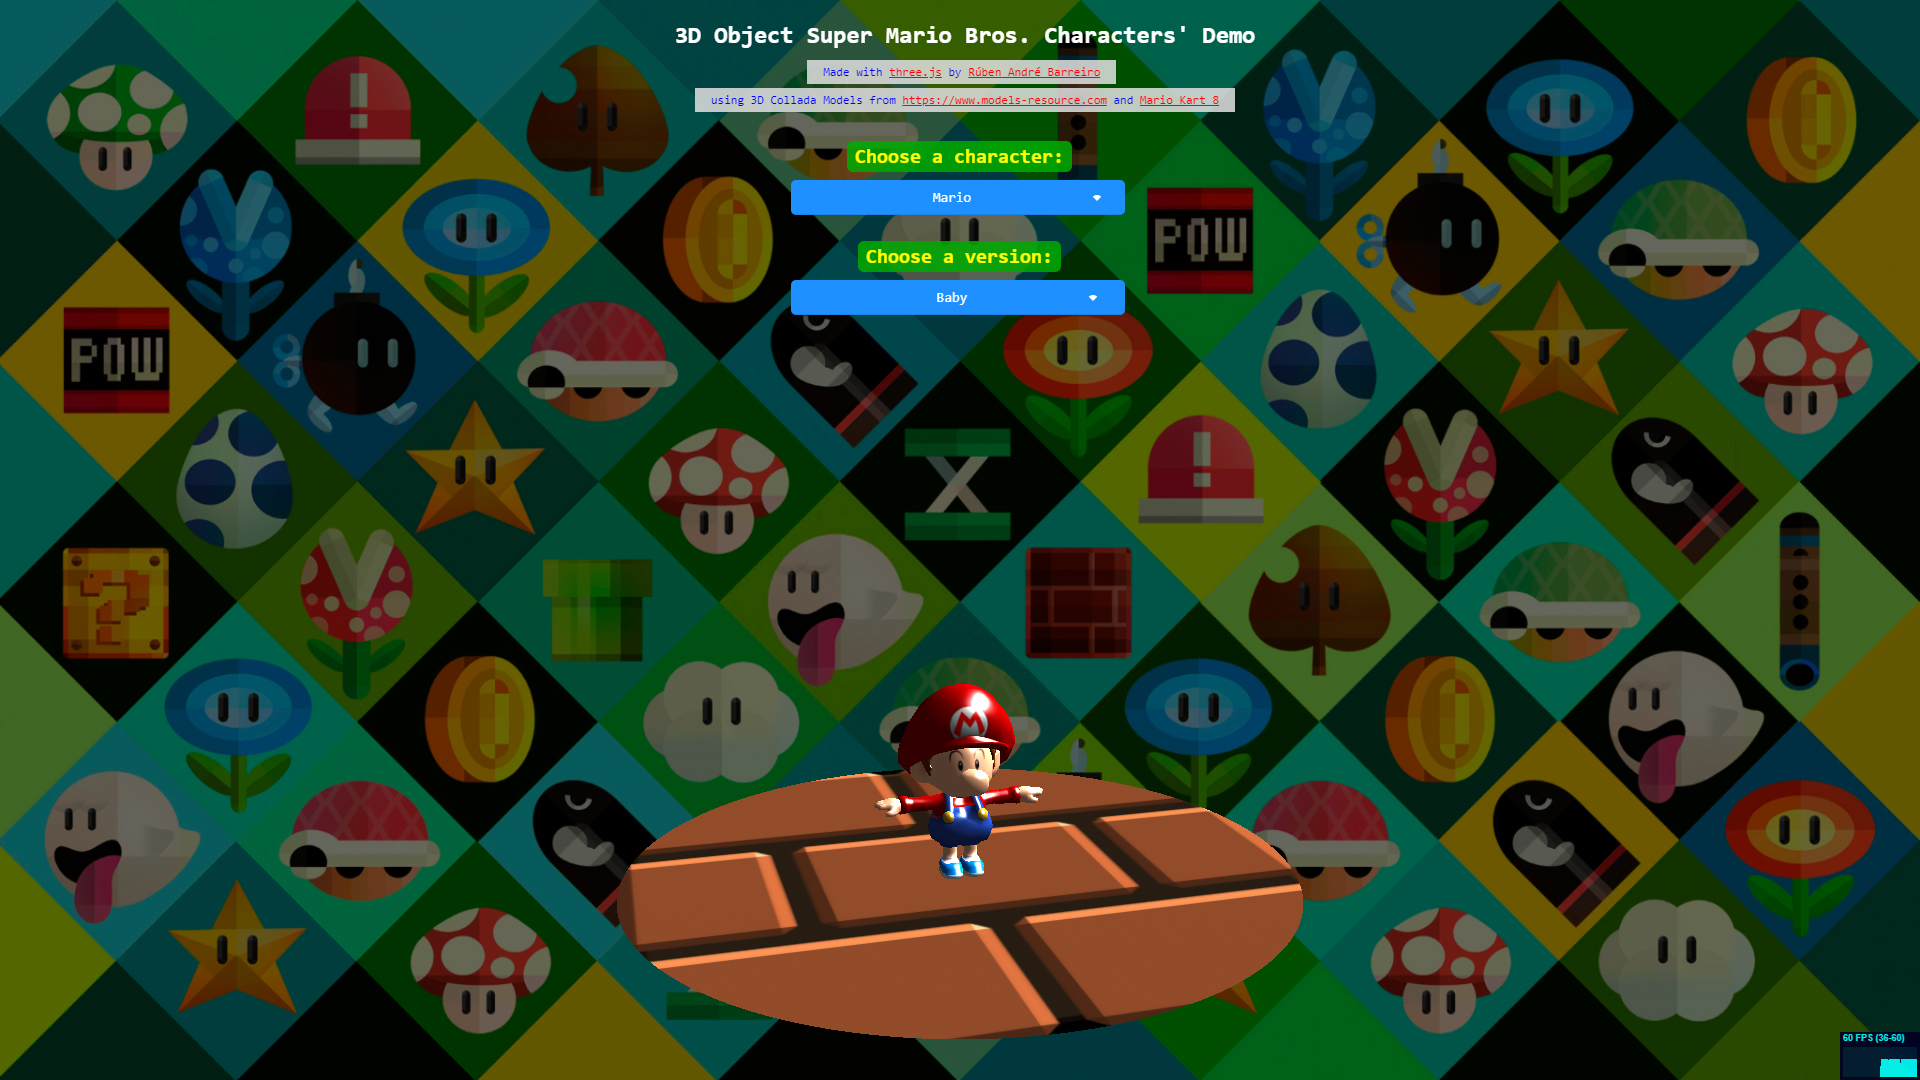 3D Object Super Mario Bros. Characters' Demo
Made with three.js by Rúben André Barreiro
using 3D Collada Models from https://www.models-resource.com and Mario Kart 8
Choose a character:
Mario
POW
Choose a version:
Baby
POW
!
!
?
X
M
60 FPS (36-60)